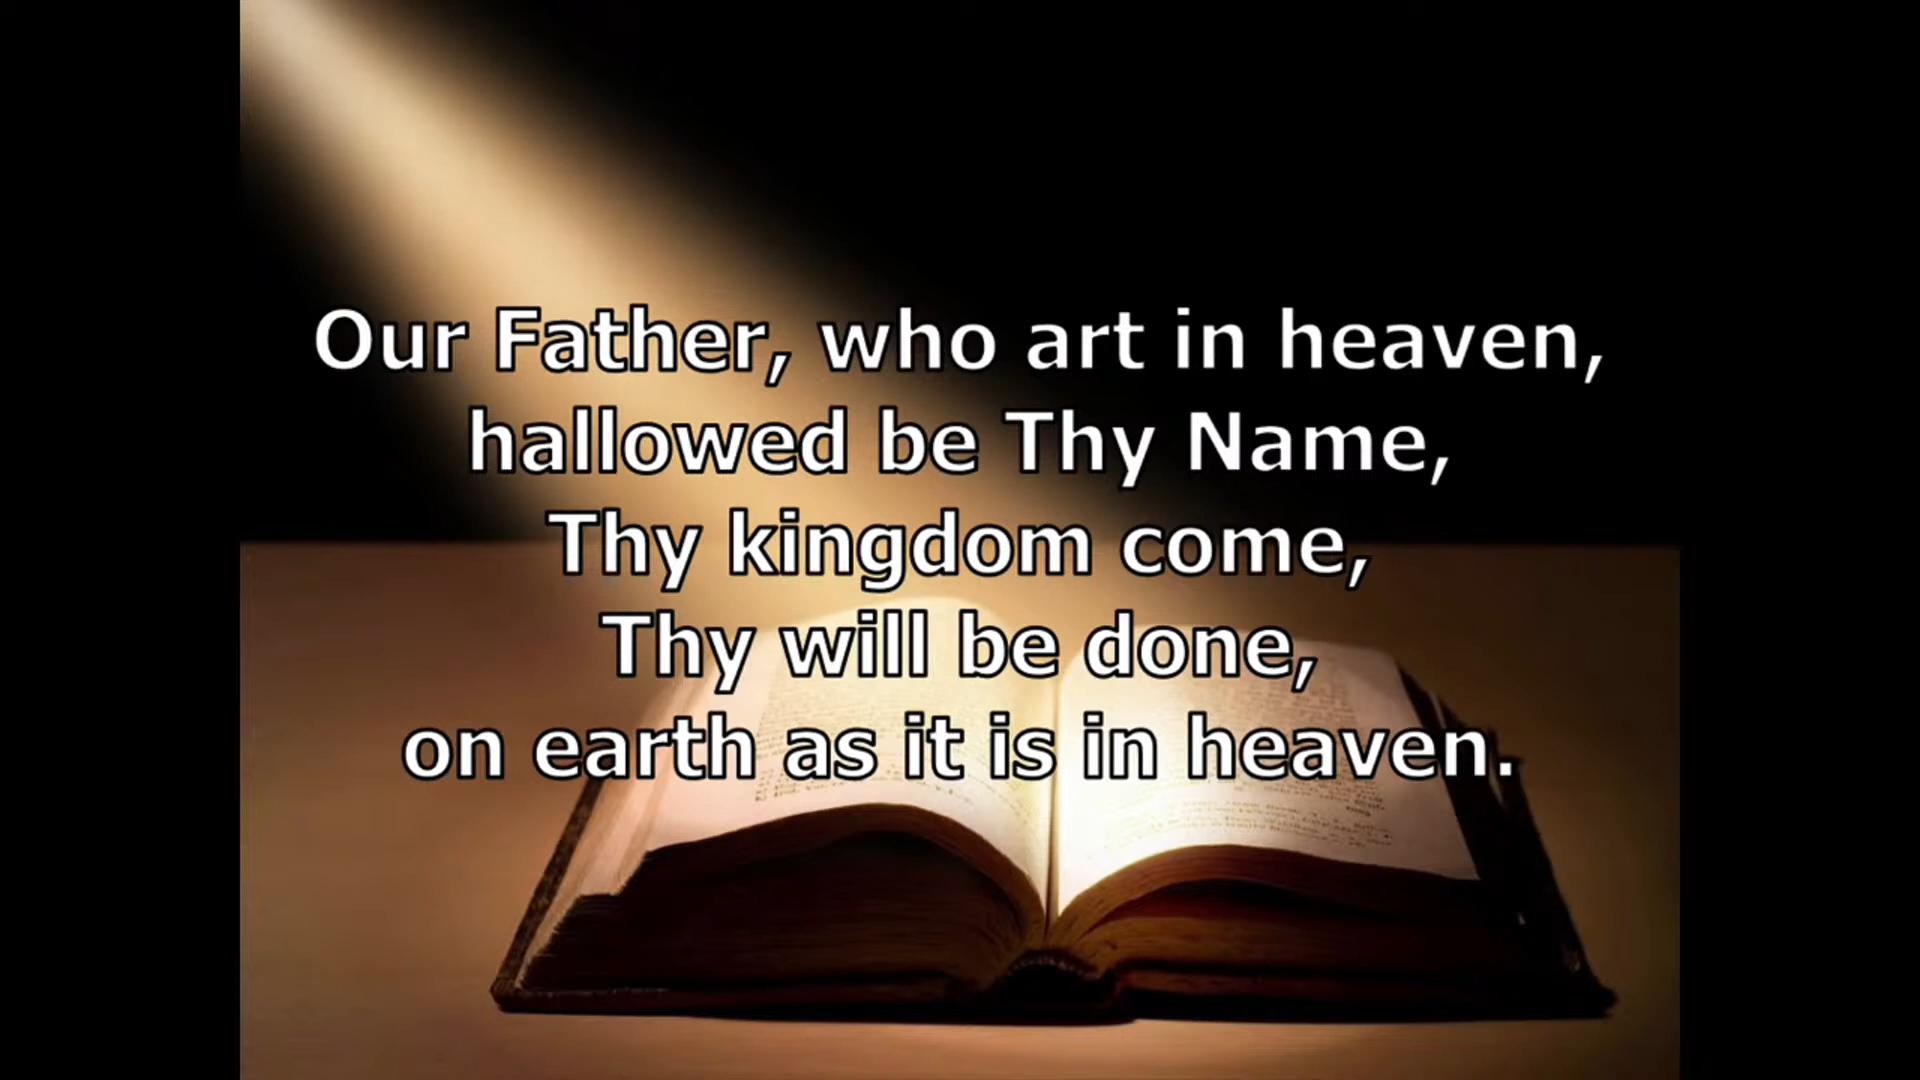 Our Father, who art in heaven,
hallowed be Thy Name,
Thy kingdom come,
Thy will be done,
on earth as it is in heaven.